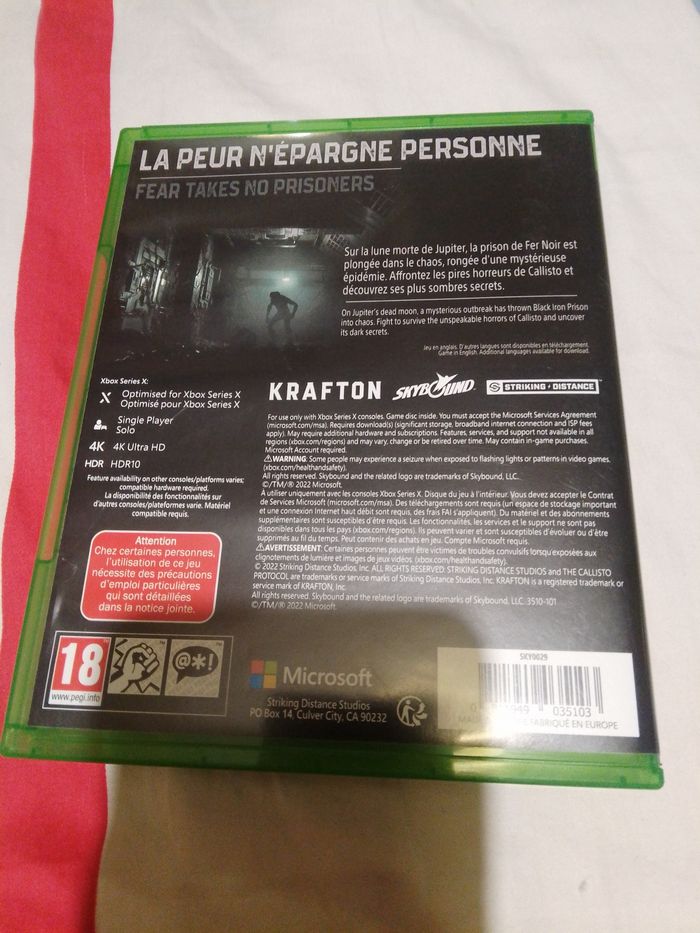 LA PEUR N'ÉPARGNE PERSONNE
FEAR TAKES NO PRISONERS
Sur la lune morte de Jupiter, la prison de Fer Noir est
plongée dans le chaos, rongée d'une mystérieuse
épidémie. Affrontez les pires horreurs de Callisto et
découvrez ses plus sombres secrets.
On Jupiter's dead moon, a mysterious outbreak has thrown Black Iron Prison
into chaos. Fight to survive the unspeakable horrors of Callisto and uncover
its dark secrets.
Jeu en anglais. D'autres langues sont disponibles en téléchargement.
Game in English. Additional languages available for download.
Xbox Series X:
X Optimised for Xbox Series X
Optimisé pour Xbox Series X
Single Player
Solo
4K 4K Ultra HD
HDR HDR10
Feature availability on other consoles/platforms varies;
compatible hardware required.
La disponibilité des fonctionnalités sur
d'autres consoles/plateformes varie. Matériel
compatible requis.
Attention
Chez certaines personnes,
l'utilisation de ce jeu
nécessite des précautions
d'emploi particulières
qui sont détaillées
dans la notice jointe.
KRAFTON SKYBOUND S STRIKING DISTANCE
For use only with Xbox Series X consoles. Game disc inside. You must accept the Microsoft Services Agreement
(microsoft.com/msa). Requires download(s) (significant storage, broadband internet connection and ISP fees
apply). May require additional hardware and subscriptions. Features, services, and support not available in all
regions (xbox.com/regions) and may vary, change or be retired over time. May contain in-game purchases.
Microsoft Account required.
⚠WARNING: Some people may experience a seizure when exposed to flashing lights or patterns in video games.
(xbox.com/healthandsafety).
All rights reserved. Skybound and the related logo are trademarks of Skybound, LLC.
©/TM/® 2022 Microsoft.
À utiliser uniquement avec les consoles Xbox Series X. Disque du jeu à l'intérieur. Vous devez accepter le Contrat
de Services Microsoft (microsoft.com/msa). Des téléchargements sont requis (un espace de stockage important
et une connexion Internet haut débit sont requis, des frais FAI s'appliquent). Du matériel et des abonnements
supplémentaires sont susceptibles d'être requis. Les fonctionnalités, les services et le support ne sont pas
disponibles dans tous les pays (xbox.com/regions). Ils peuvent varier et sont susceptibles d'évoluer ou d'être
supprimés au fil du temps. Peut contenir des achats en jeu. Compte Microsoft requis.
⚠AVERTISSEMENT: Certaines personnes peuvent être victimes de troubles convulsifs lorsqu'exposées aux
clignotements de lumière et images de jeux vidéos. (xbox.com/healthandsafety).
© 2022 Striking Distance Studios, Inc. ALL RIGHTS RESERVED. STRIKING DISTANCE STUDIOS and THE CALLISTO
PROTOCOL are trademarks or service marks of Striking Distance Studios, Inc. KRAFTON is a registered trademark or
service mark of KRAFTON, Inc.
All rights reserved. Skybound and the related logo are trademarks of Skybound, LLC. 3510-101
©/TM/® 2022 Microsoft.
18
www.pegi.info
@*!
Microsoft
Striking Distance Studios
PO Box 14, Culver City, CA 90232
SKY0029
035103
FABRIQUÉ EN EUROPE